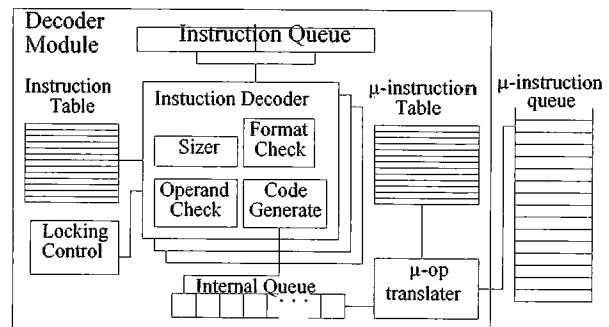 Decoder
Module
Instruction Queue
Instruction
Table
Instuction Decoder
Sizer
Format
Check
Operand
Check
Code
Generate
Locking
Control
μ-instruction
Table
μ-instruction
queue
Internal Queue
. . .
μ-op
translater